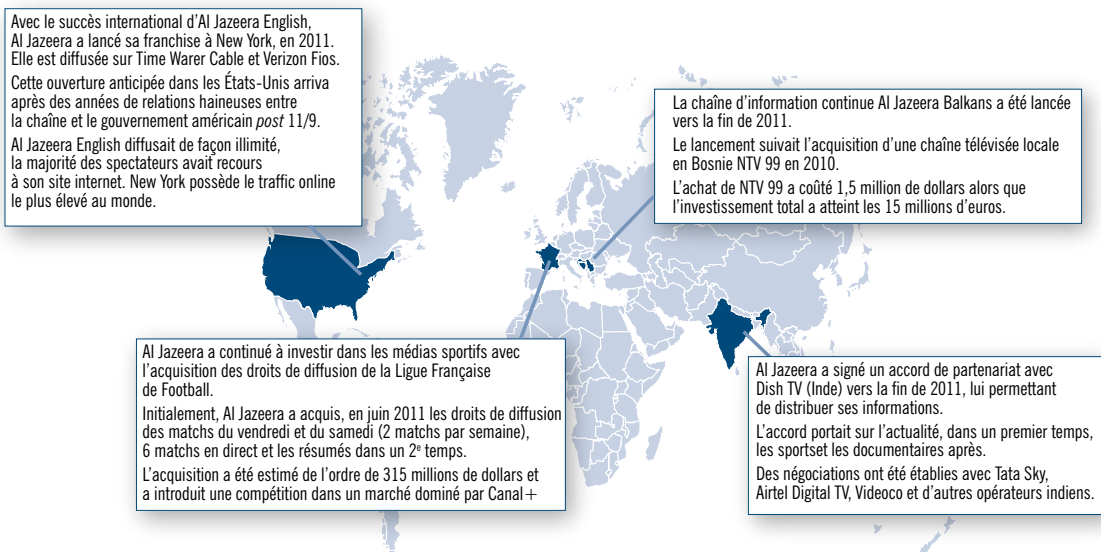 Avec le succès international d'Al Jazeera English,
Al Jazeera a lancé sa franchise à New York, en 2011.
Elle est diffusée sur Time Warer Cable et Verizon Fios.
Cette ouverture anticipée dans les États-Unis arriva
après des années de relations haineuses entre
la chaîne et le gouvernement américain post 11/9.
Al Jazeera English diffusait de façon illimité,
la majorité des spectateurs avait recours
à son site internet. New York possède le traffic online
le plus élevé au monde.
La chaîne d'information continue Al Jazeera Balkans a été lancée
vers la fin de 2011.
Le lancement suivait l'acquisition d'une chaîne télévisée locale
en Bosnie NTV 99 en 2010.
L'achat de NTV 99 a coûté 1,5 million de dollars alors que
l'investissement total a atteint les 15 millions d'euros.
Al Jazeera a continué à investir dans les médias sportifs avec
l'acquisition des droits de diffusion de la Ligue Française
de Football.
Initialement, Al Jazeera a acquis, en juin 2011 les droits de diffusion
des matchs du vendredi et du samedi (2 matchs par semaine),
6 matchs en direct et les résumés dans un 2e temps.
L'acquisition a été estimé de l'ordre de 315 millions de dollars et
a introduit une compétition dans un marché dominé par Canal+
Al Jazeera a signé un accord de partenariat avec
Dish TV (Inde) vers la fin de 2011, lui permettant
de distribuer ses informations.
L'accord portait sur l'actualité, dans un premier temps,
les sportset les documentaires après.
Des négociations ont été établies avec Tata Sky,
Airtel Digital TV, Videoco et d'autres opérateurs indiens.